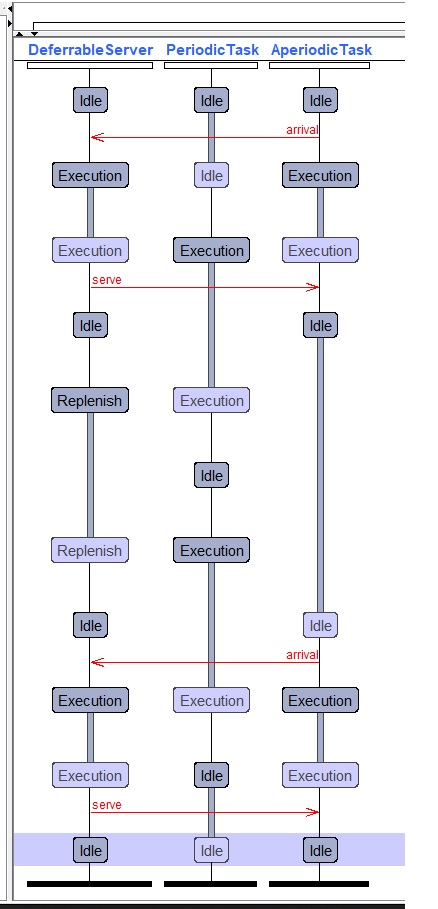 DeferrableServer PeriodicTask AperiodicTask
Idle Idle Idle
arrival
Execution Idle Execution
Execution Execution Execution
serve
Idle Idle
Replenish Execution
Idle
Replenish Execution
Idle Idle
arrival
Execution Execution Execution
Execution Idle Execution
serve
Idle Idle Idle